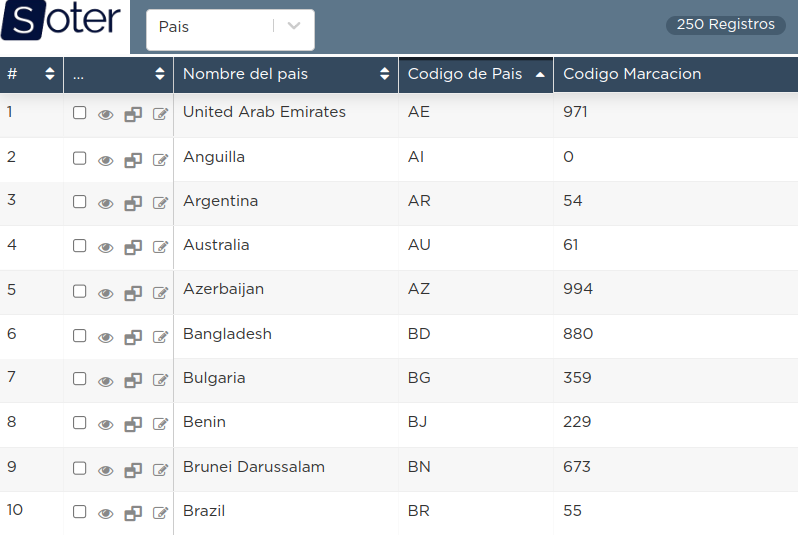 Soter
Pais
250 Registros
# ... Nombre del pais Codigo de Pais Codigo Marcacion
1 United Arab Emirates AE 971
2 Anguilla AI 0
3 Argentina AR 54
4 Australia AU 61
5 Azerbaijan AZ 994
6 Bangladesh BD 880
7 Bulgaria BG 359
8 Benin BJ 229
9 Brunei Darussalam BN 673
10 Brazil BR 55